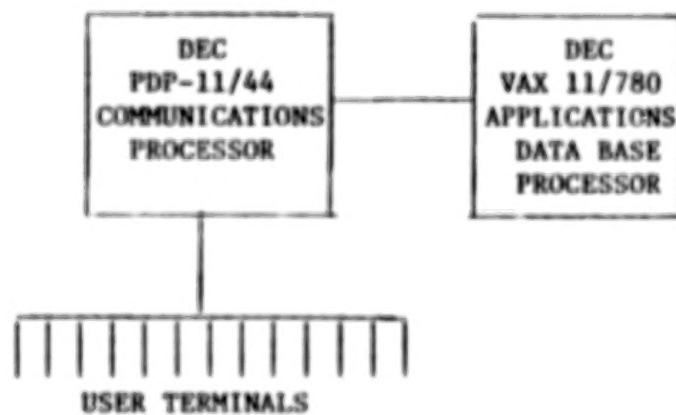 DEC
PDP-11/44
COMMUNICATIONS
PROCESSOR
DEC
VAX 11/780
APPLICATIONS
DATA BASE
PROCESSOR
USER TERMINALS